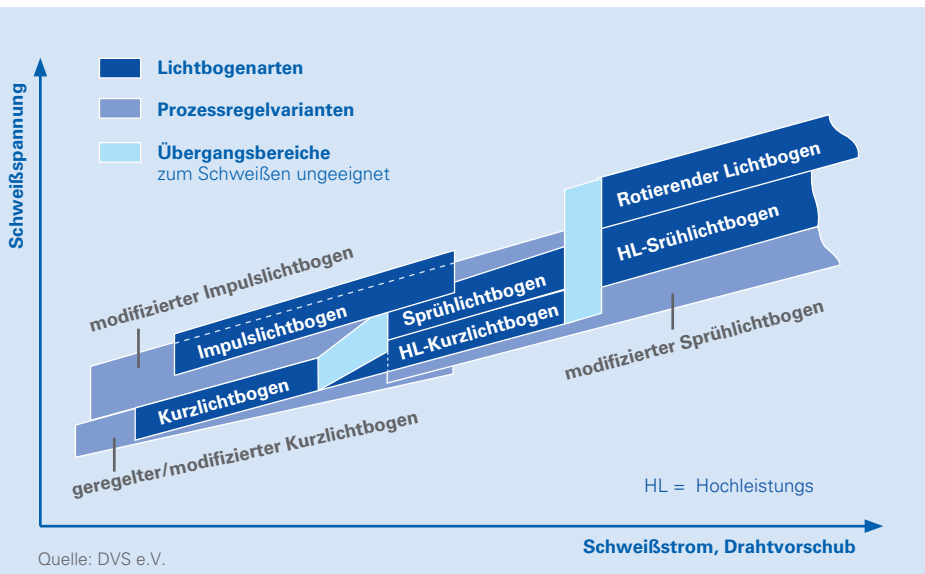 Schweißspannung
Lichtbogenarten
Prozessregelvarianten
Übergangsbereiche
zum Schweißen ungeeignet
Rotierender Lichtbogen
HL-Srühlichtbogen
modifizierter Impulslichtbogen
Impulslichtbogen
Sprühlichtbogen
HL-Kurzlichtbogen
modifizierter Sprühlichtbogen
Kurzlichtbogen
geregelter/modifizierter Kurzlichtbogen
HL = Hochleistungs
Schweißstrom, Drahtvorschub
Quelle: DVS e.V.